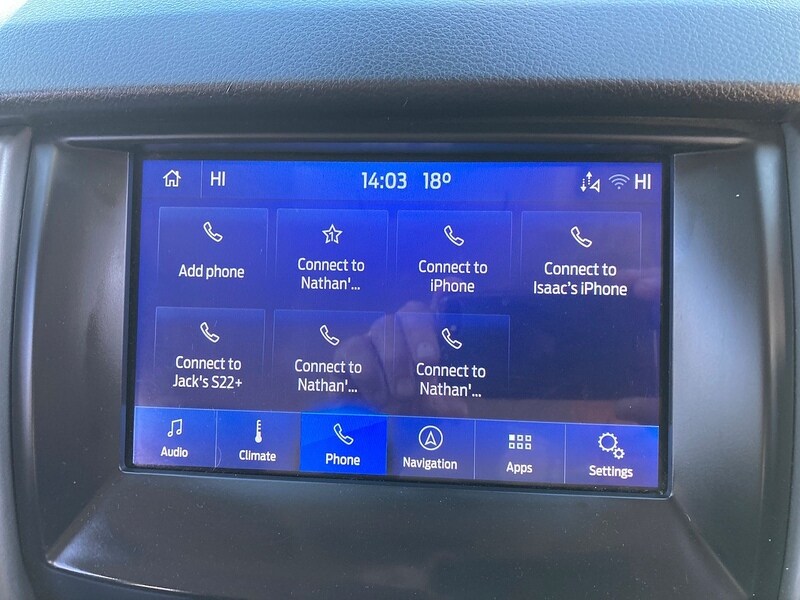 HI 14:03 18° HI
Add phone
1
Connect to
Nathan'...
Connect to
iPhone
Connect to
Isaac's iPhone
Connect to
Jack's S22+
Connect to
Nathan'...
Connect to
Nathan'...
Audio
Climate
Phone
Navigation
Apps
Settings